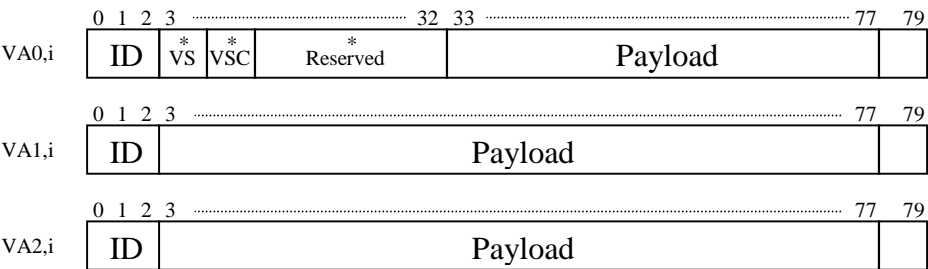 0 1 2 3 32 33 77 79
VA0,i ID * VS * VSC * Reserved Payload
0 1 2 3 77 79
VA1,i ID Payload
0 1 2 3 77 79
VA2,i ID Payload